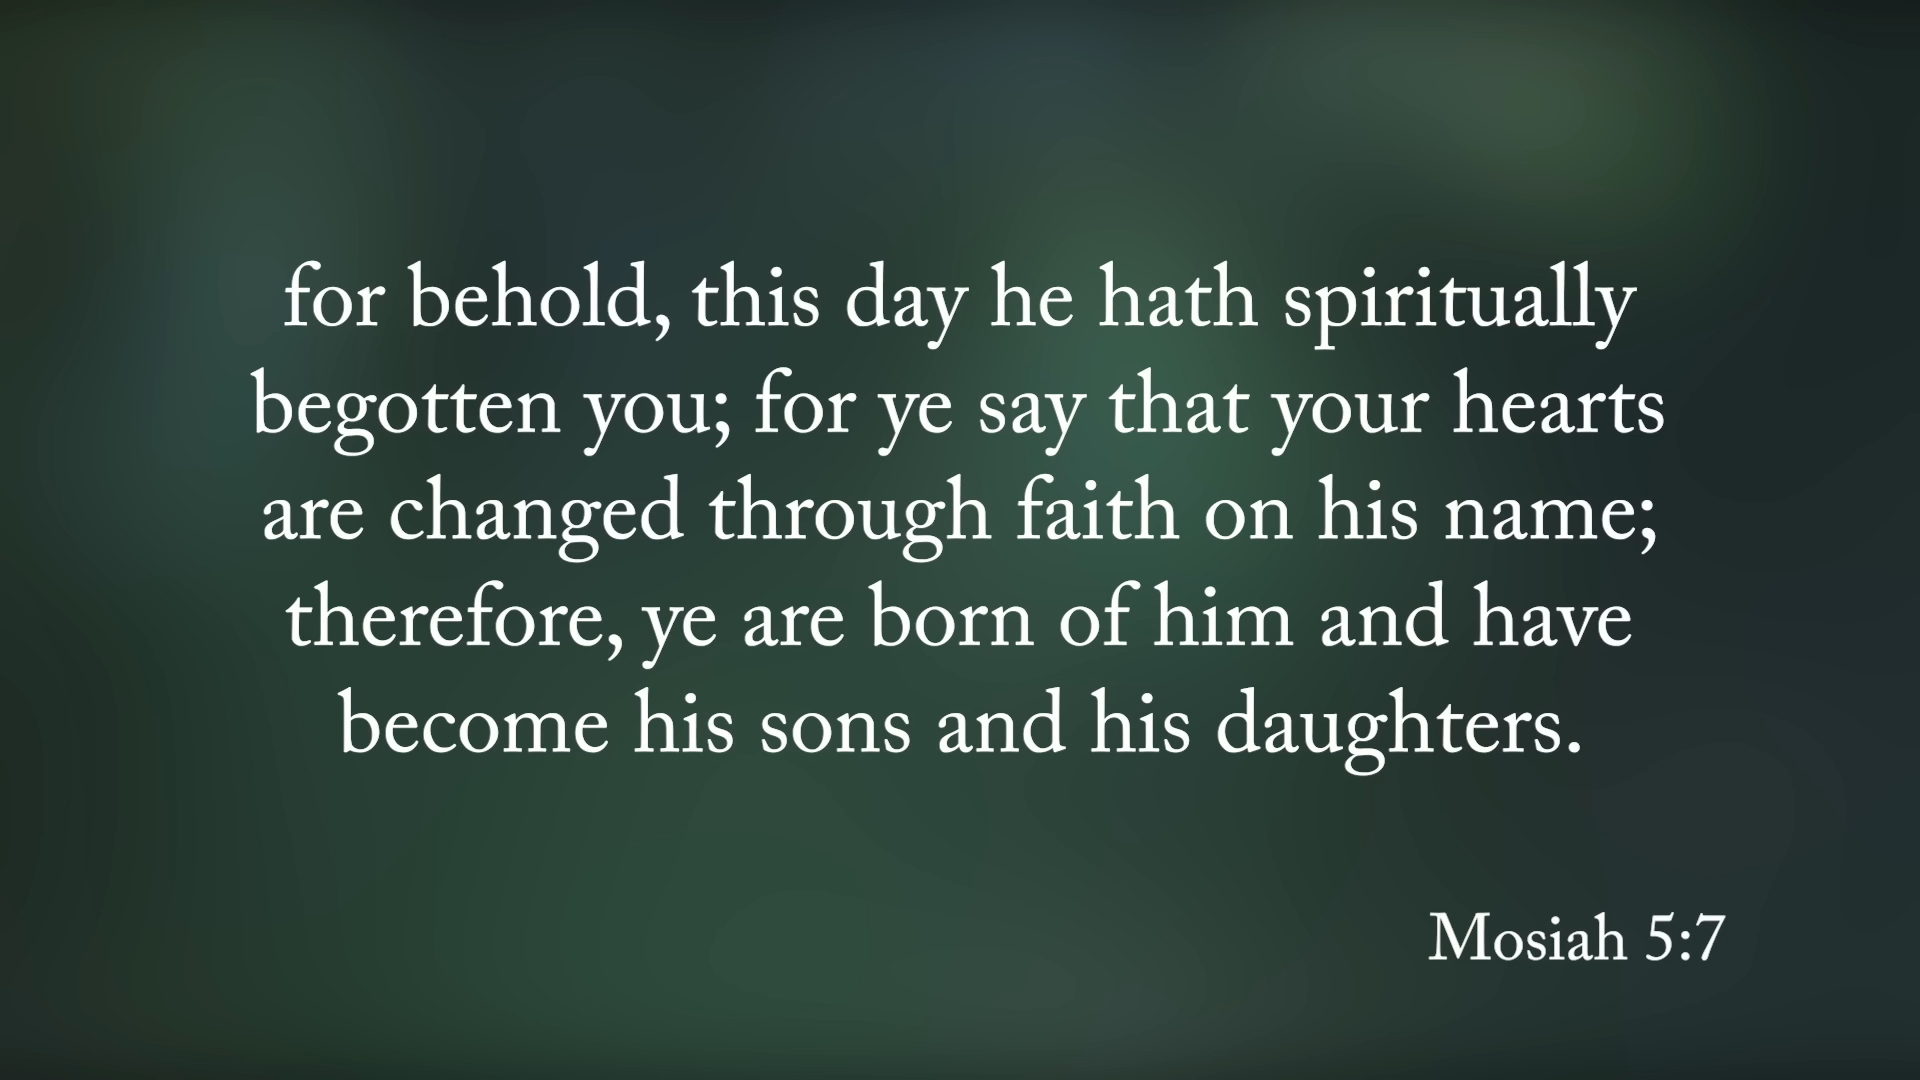 for behold, this day he hath spiritually
begotten you; for ye say that your hearts
are changed through faith on his name;
therefore, ye are born of him and have
become his sons and his daughters.
Mosiah 5:7